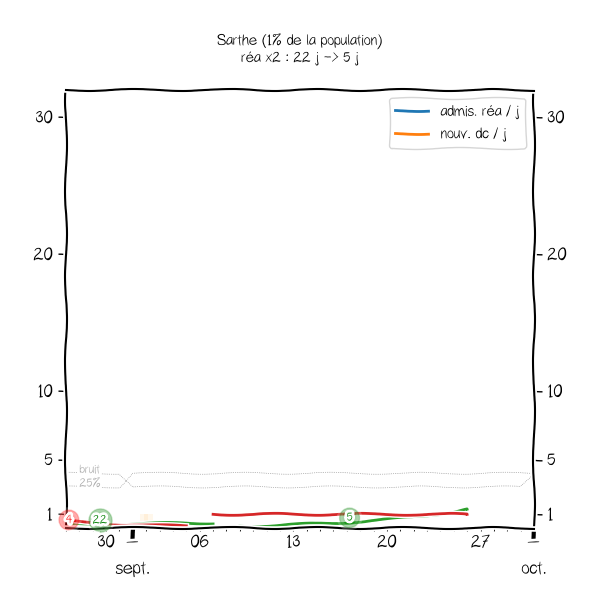 Sarthe (1% de la population)
réa x2 : 22 j -> 5 j
admis. réa / j
nouv. dc / j
30 30
20 20
10 10
5 5
bruit
25%
1 1
4 22 5
30 06 13 20 27
sept. oct.